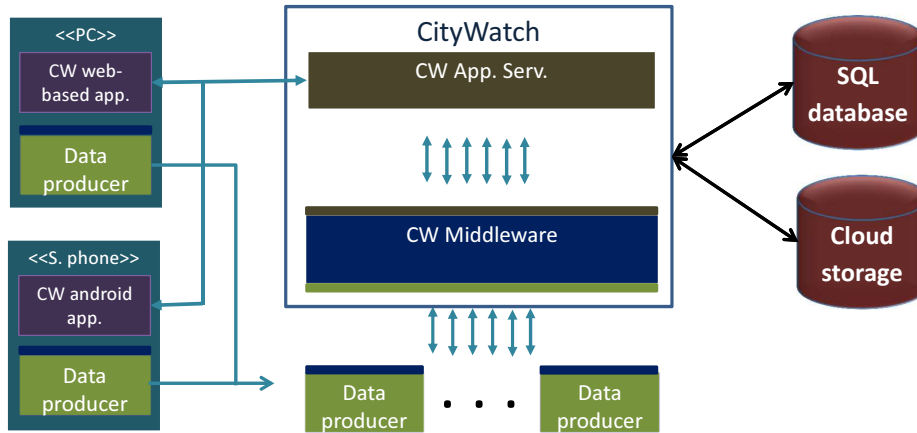 <<PC>>
CW web-
based app.
Data
producer
<<S. phone>>
CW android
app.
Data
producer
CityWatch
CW App. Serv.
CW Middleware
Data
producer
. . .
Data
producer
SQL
database
Cloud
storage